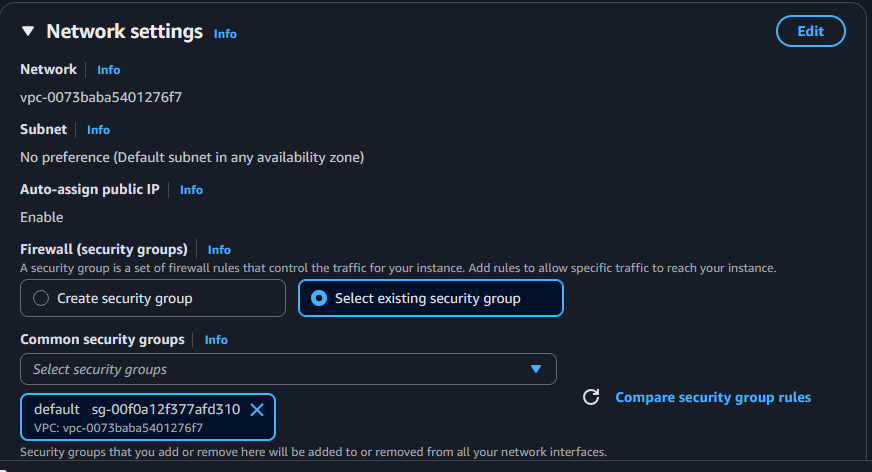 Network settings Info Edit
Network Info
vpc-0073baba5401276f7
Subnet Info
No preference (Default subnet in any availability zone)
Auto-assign public IP Info
Enable
Firewall (security groups) Info
A security group is a set of firewall rules that control the traffic for your instance. Add rules to allow specific traffic to reach your instance.
Create security group Select existing security group
Common security groups Info
Select security groups
default sg-00f0a12f377afd310
VPC: vpc-0073baba5401276f7
Compare security group rules
Security groups that you add or remove here will be added to or removed from all your network interfaces.